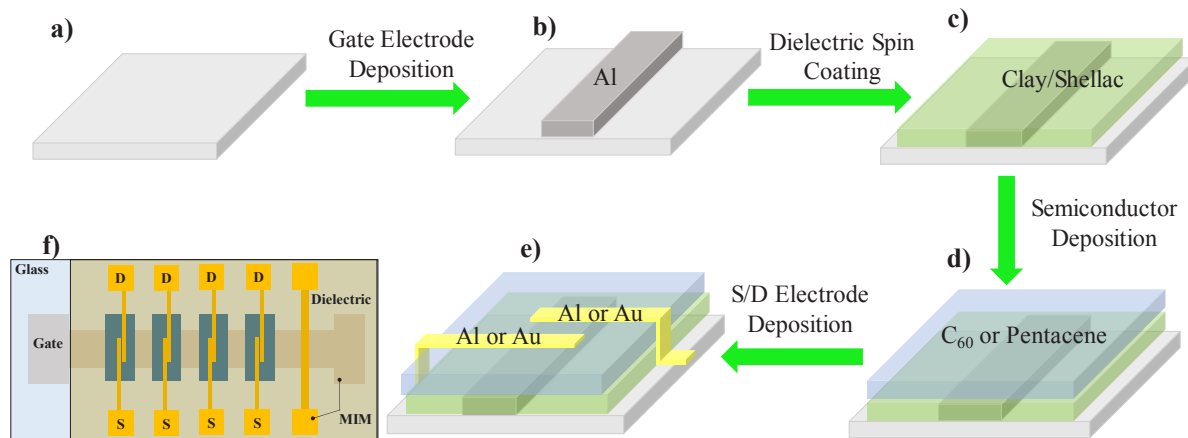 a)
Gate Electrode
Deposition
b)
Al
Dielectric Spin
Coating
c)
Clay/Shellac
Semiconductor
Deposition
d)
C₆₀ or Pentacene
S/D Electrode
Deposition
e)
Al or Au
Al or Au
f)
Glass
D D D D
Dielectric
Gate
S S S S
MIM